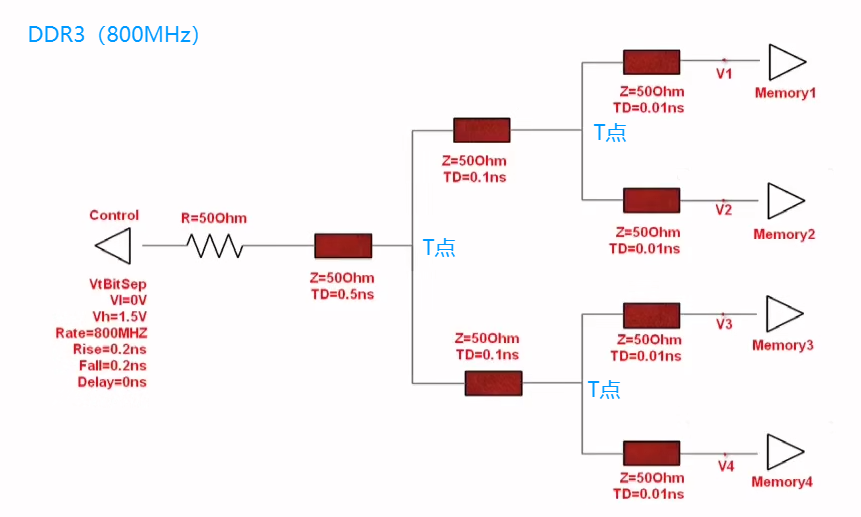 DDR3（800MHz）
Control
R=50Ohm
VtBitSep
Vl=0V
Vh=1.5V
Rate=800MHZ
Rise=0.2ns
Fall=0.2ns
Delay=0ns
Z=50Ohm
TD=0.5ns
T点
Z=50Ohm
TD=0.1ns
Z=50Ohm
TD=0.1ns
T点
T点
Z=50Ohm
TD=0.01ns
V1
Memory1
Z=50Ohm
TD=0.01ns
V2
Memory2
Z=50Ohm
TD=0.01ns
V3
Memory3
Z=50Ohm
TD=0.01ns
V4
Memory4